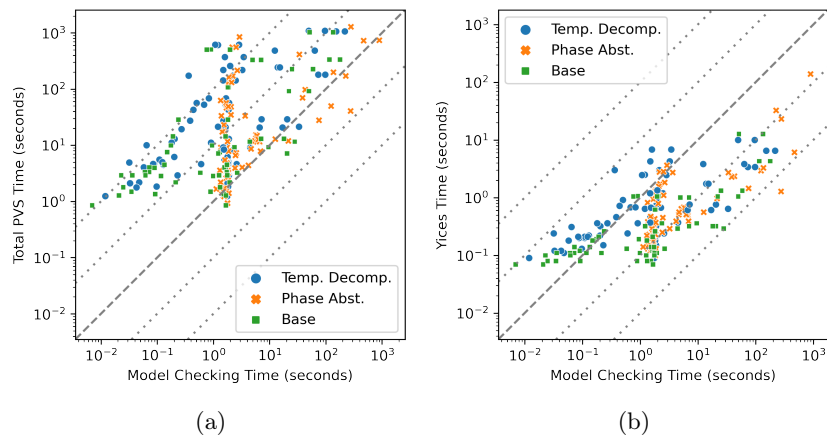 Total PVS Time (seconds)
10³
10²
10¹
10⁰
10⁻¹
10⁻²
Temp. Decomp.
Phase Abst.
Base
10⁻² 10⁻¹ 10⁰ 10¹ 10² 10³
Model Checking Time (seconds)
(a)
Yices Time (seconds)
10³
10²
10¹
10⁰
10⁻¹
10⁻²
Temp. Decomp.
Phase Abst.
Base
10⁻² 10⁻¹ 10⁰ 10¹ 10² 10³
Model Checking Time (seconds)
(b)